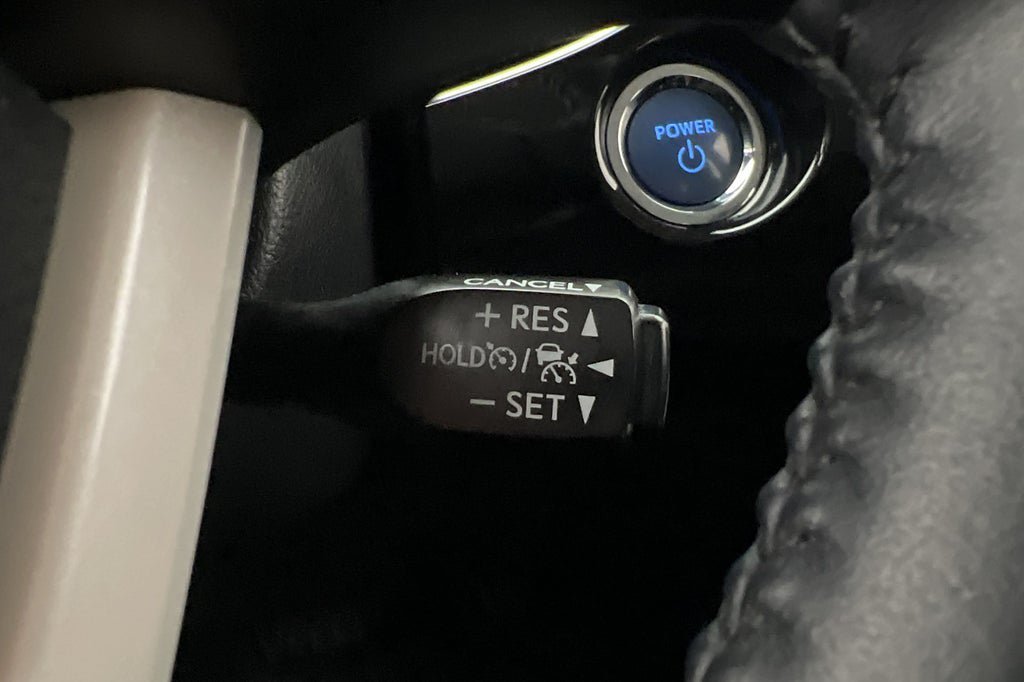 POWER
CANCEL
+ RES
HOLD /
- SET